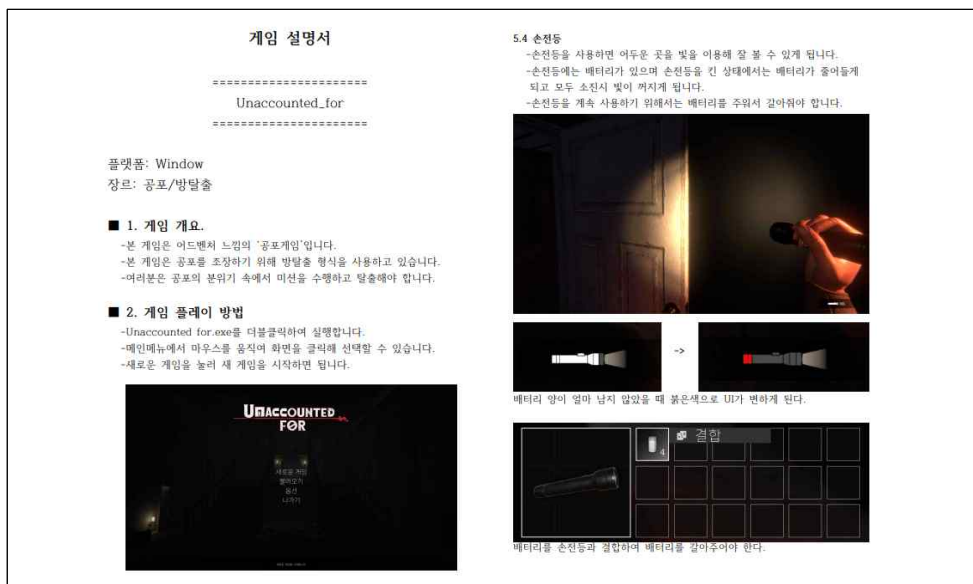 게임 설명서
======================
Unaccounted_for
======================
플랫폼: Window
장르: 공포/방탈출
■ 1. 게임 개요.
-본 게임은 어드벤처 느낌의 '공포게임'입니다.
-본 게임은 공포를 조장하기 위해 방탈출 형식을 사용하고 있습니다.
-여러분은 공포의 분위기 속에서 미션을 수행하고 탈출해야 합니다.
■ 2. 게임 플레이 방법
-Unaccounted for.exe를 더블클릭하여 실행합니다.
-메인메뉴에서 마우스를 움직여 화면을 클릭해 선택할 수 있습니다.
-새로운 게임을 눌러 새 게임을 시작하면 됩니다.
UNACCOUNTED
FOR
새로운 게임
불러오기
옵션
나가기
5.4 손전등
-손전등을 사용하면 어두운 곳을 빛을 이용해 잘 볼 수 있게 됩니다.
-손전등에는 배터리가 있으며 손전등을 킨 상태에서는 배터리가 줄어들게
되고 모두 소진시 빛이 꺼지게 됩니다.
-손전등을 계속 사용하기 위해서는 배터리를 주워서 갈아줘야 합니다.
->
배터리 양이 얼마 남지 않았을 때 붉은색으로 UI가 변하게 된다.
결합
4
배터리를 손전등과 결합하여 배터리를 갈아주어야 한다.